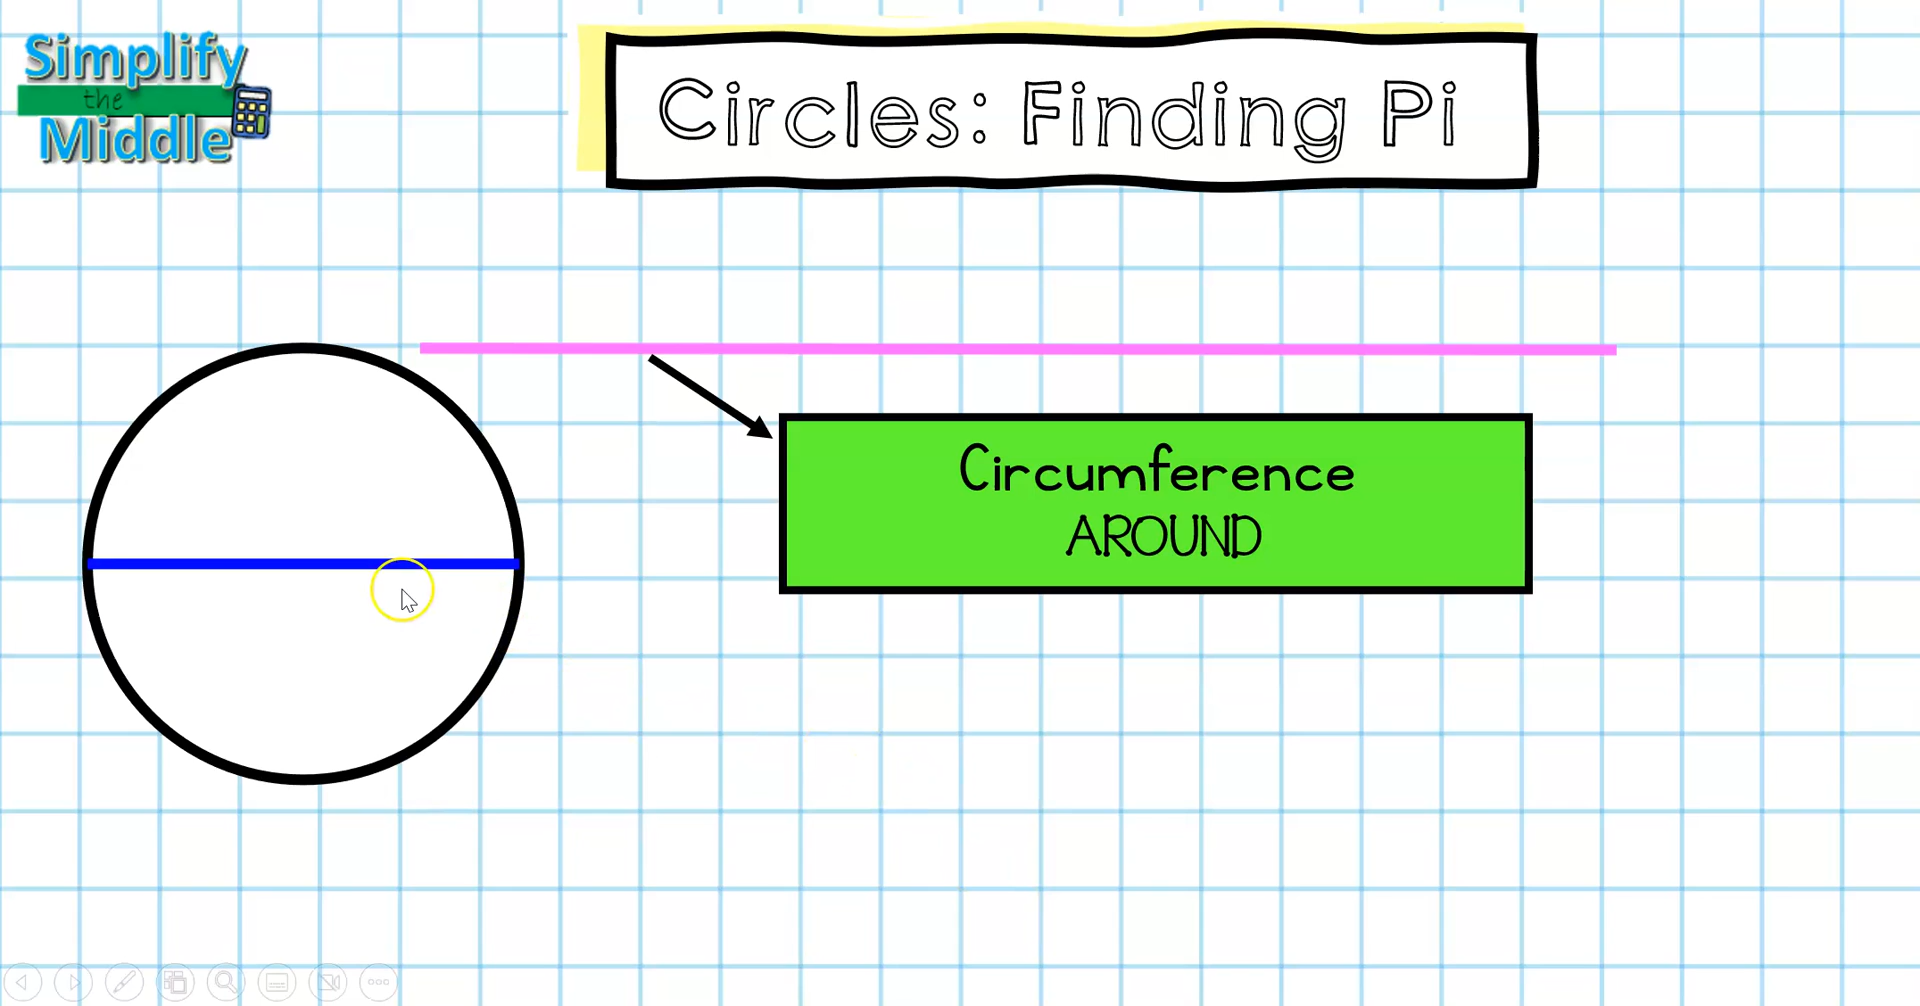 Simplify
the
Middle
Circles: Finding Pi
Circumference
AROUND